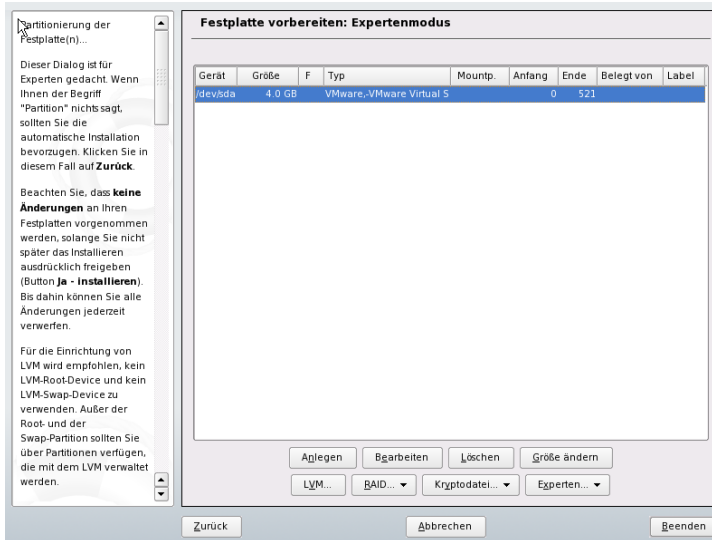 Partitionierung der
Festplatte(n)...
Dieser Dialog ist für
Experten gedacht. Wenn
Ihnen der Begriff
"Partition" nichts sagt,
sollten Sie die
automatische Installation
bevorzugen. Klicken Sie in
diesem Fall auf Zurück.
Beachten Sie, dass keine
Änderungen an Ihren
Festplatten vorgenommen
werden, solange Sie nicht
später das Installieren
ausdrücklich freigeben
(Button Ja - installieren).
Bis dahin können Sie alle
Änderungen jederzeit
verwerfen.
Für die Einrichtung von
LVM wird empfohlen, kein
LVM-Root-Device und kein
LVM-Swap-Device zu
verwenden. Außer der
Root- und der
Swap-Partition sollten Sie
über Partitionen verfügen,
die mit dem LVM verwaltet
werden.
Festplatte vorbereiten: Expertenmodus
Gerät Größe F Typ Mountp. Anfang Ende Belegt von Label
/dev/sda 4.0 GB VMware,-VMware Virtual S 0 521
Anlegen Bearbeiten Löschen Größe ändern
LVM... RAID... Kryptodatei... Experten...
Zurück Abbrechen Beenden